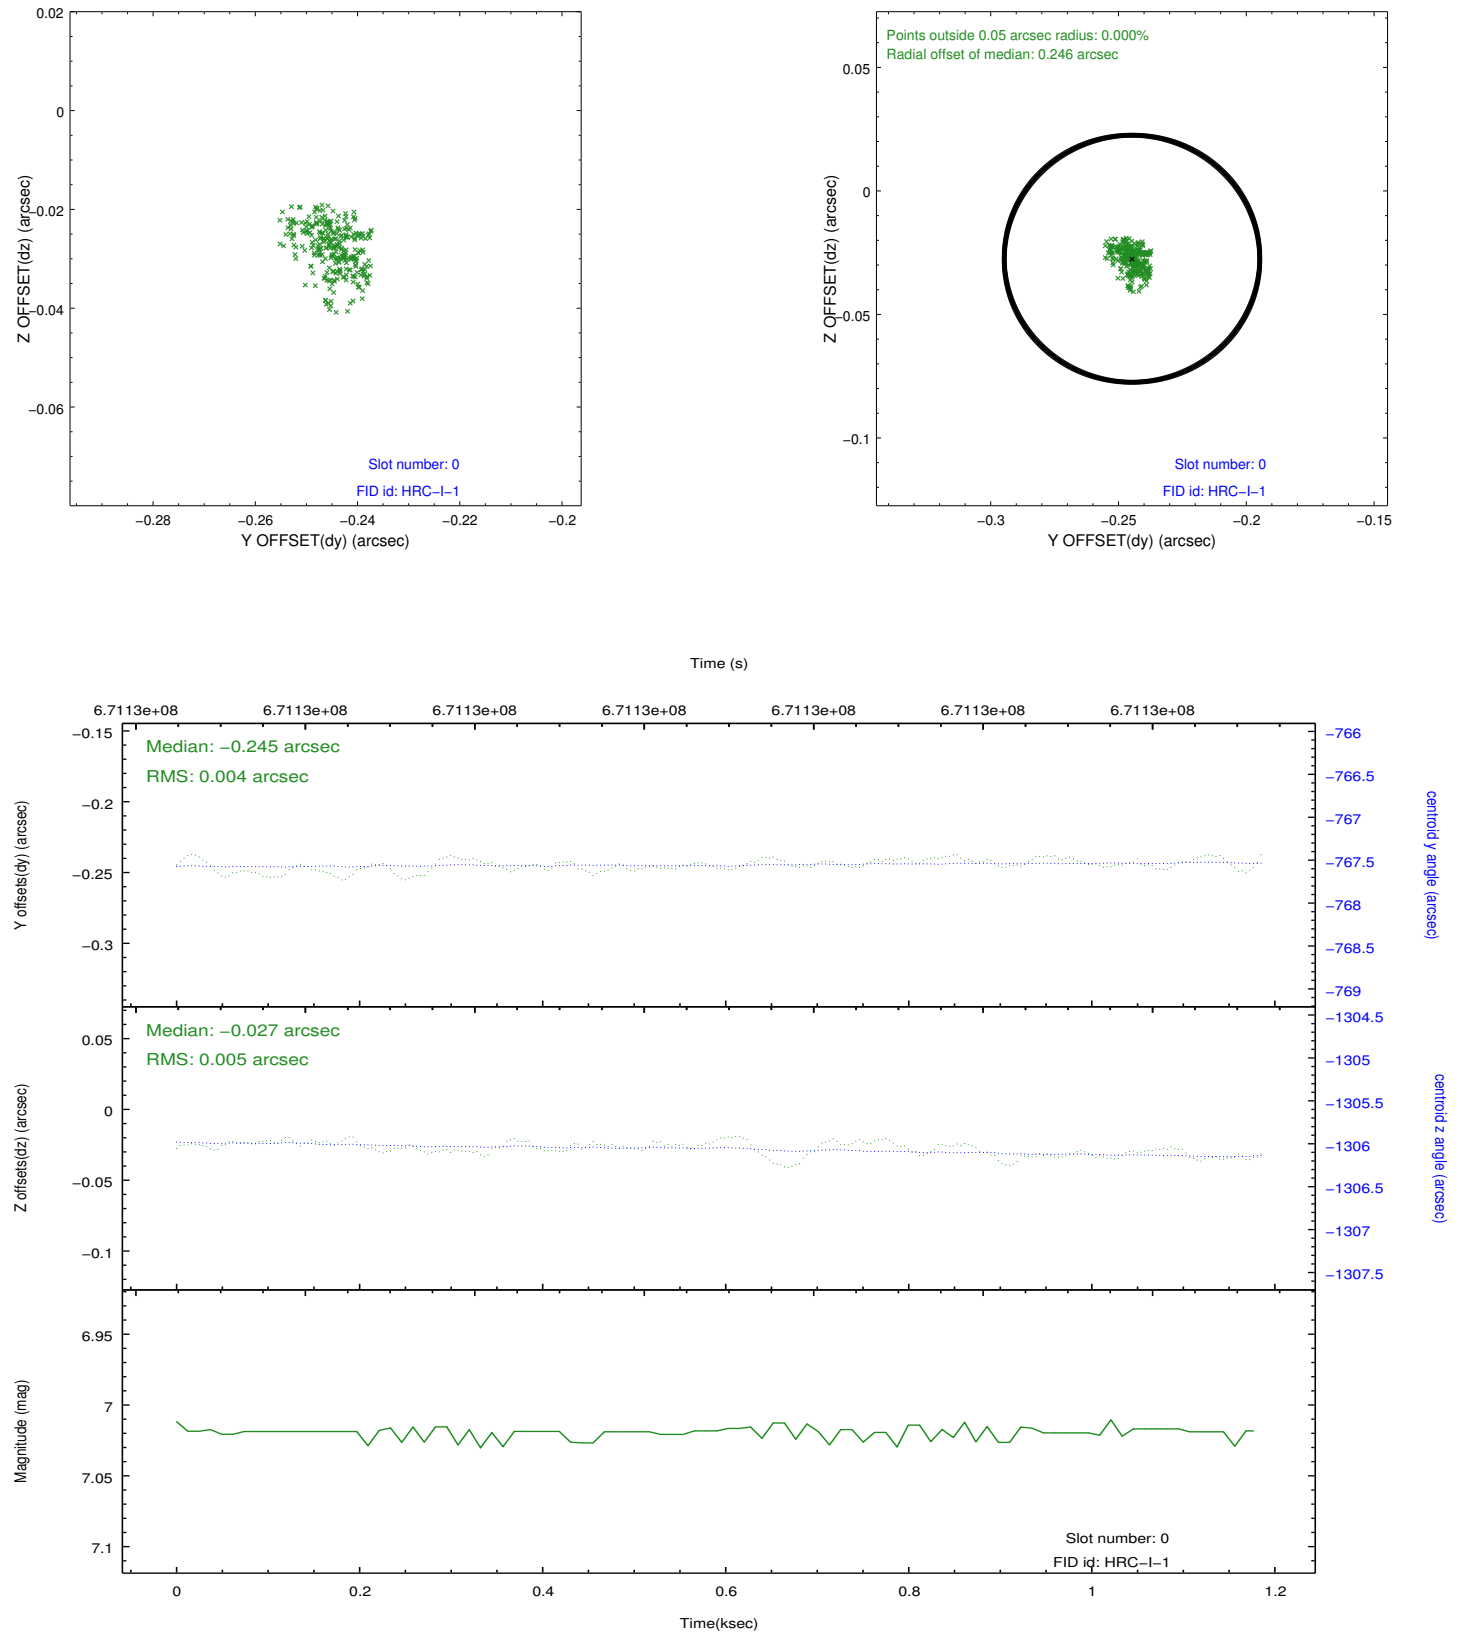 0.02
0
−0.02
−0.04
−0.06
Z OFFSET(dz) (arcsec)
Slot number: 0
FID id: HRC−I−1
−0.28
−0.26
−0.24
−0.22
−0.2
Y OFFSET(dy) (arcsec)
Points outside 0.05 arcsec radius: 0.000%
Radial offset of median: 0.246 arcsec
0.05
0
−0.05
−0.1
Z OFFSET(dz) (arcsec)
Slot number: 0
FID id: HRC−I−1
−0.3
−0.25
−0.2
−0.15
Y OFFSET(dy) (arcsec)
Time (s)
6.7113e+08
6.7113e+08
6.7113e+08
6.7113e+08
6.7113e+08
6.7113e+08
6.7113e+08
Median: −0.245 arcsec
RMS: 0.004 arcsec
−0.15
−0.2
−0.25
−0.3
Y offsets(dy) (arcsec)
−766
−766.5
−767
−767.5
−768
−768.5
−769
centroid y angle (arcsec)
Median: −0.027 arcsec
RMS: 0.005 arcsec
0.05
0
−0.05
−0.1
Z offsets(dz) (arcsec)
−1304.5
−1305
−1305.5
−1306
−1306.5
−1307
−1307.5
centroid z angle (arcsec)
6.95
7
7.05
7.1
Magnitude (mag)
Slot number: 0
FID id: HRC−I−1
0
0.2
0.4
0.6
0.8
1
1.2
Time(ksec)